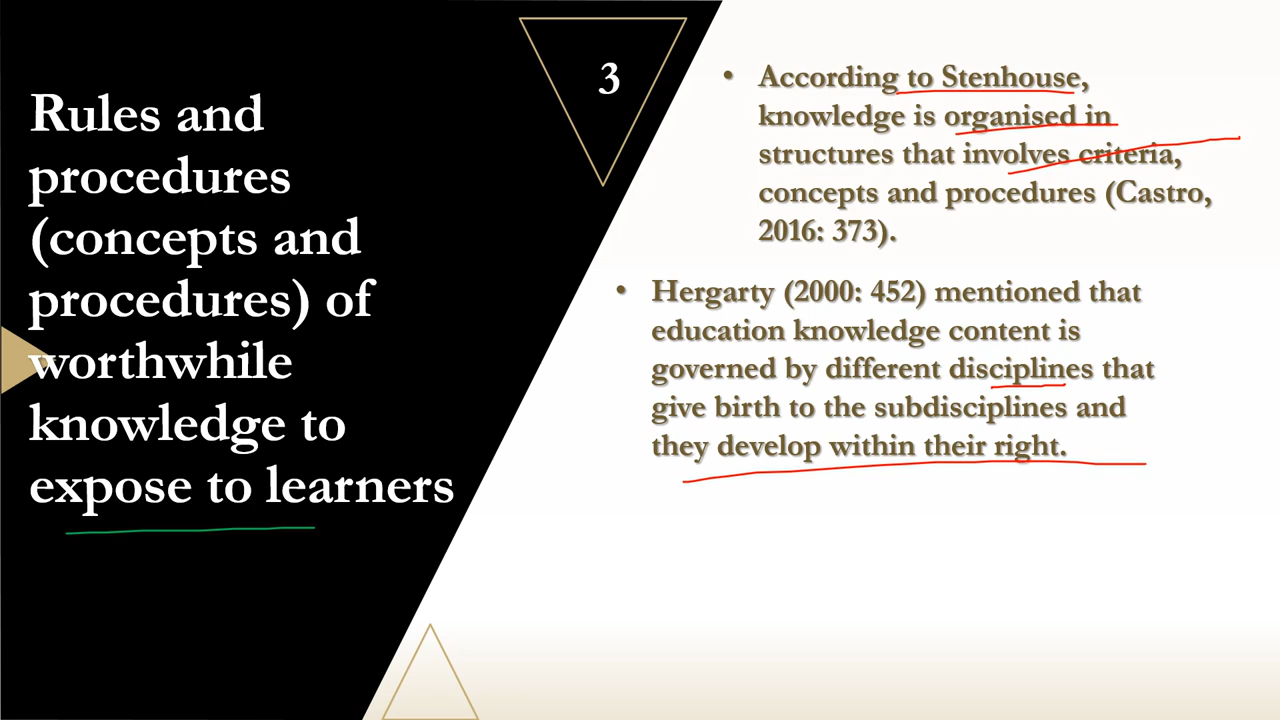 Rules and
procedures
(concepts and
procedures) of
worthwhile
knowledge to
expose to learners
3
• According to Stenhouse,
knowledge is organised in
structures that involves criteria,
concepts and procedures (Castro,
2016: 373).
• Hergarty (2000: 452) mentioned that
education knowledge content is
governed by different disciplines that
give birth to the subdisciplines and
they develop within their right.